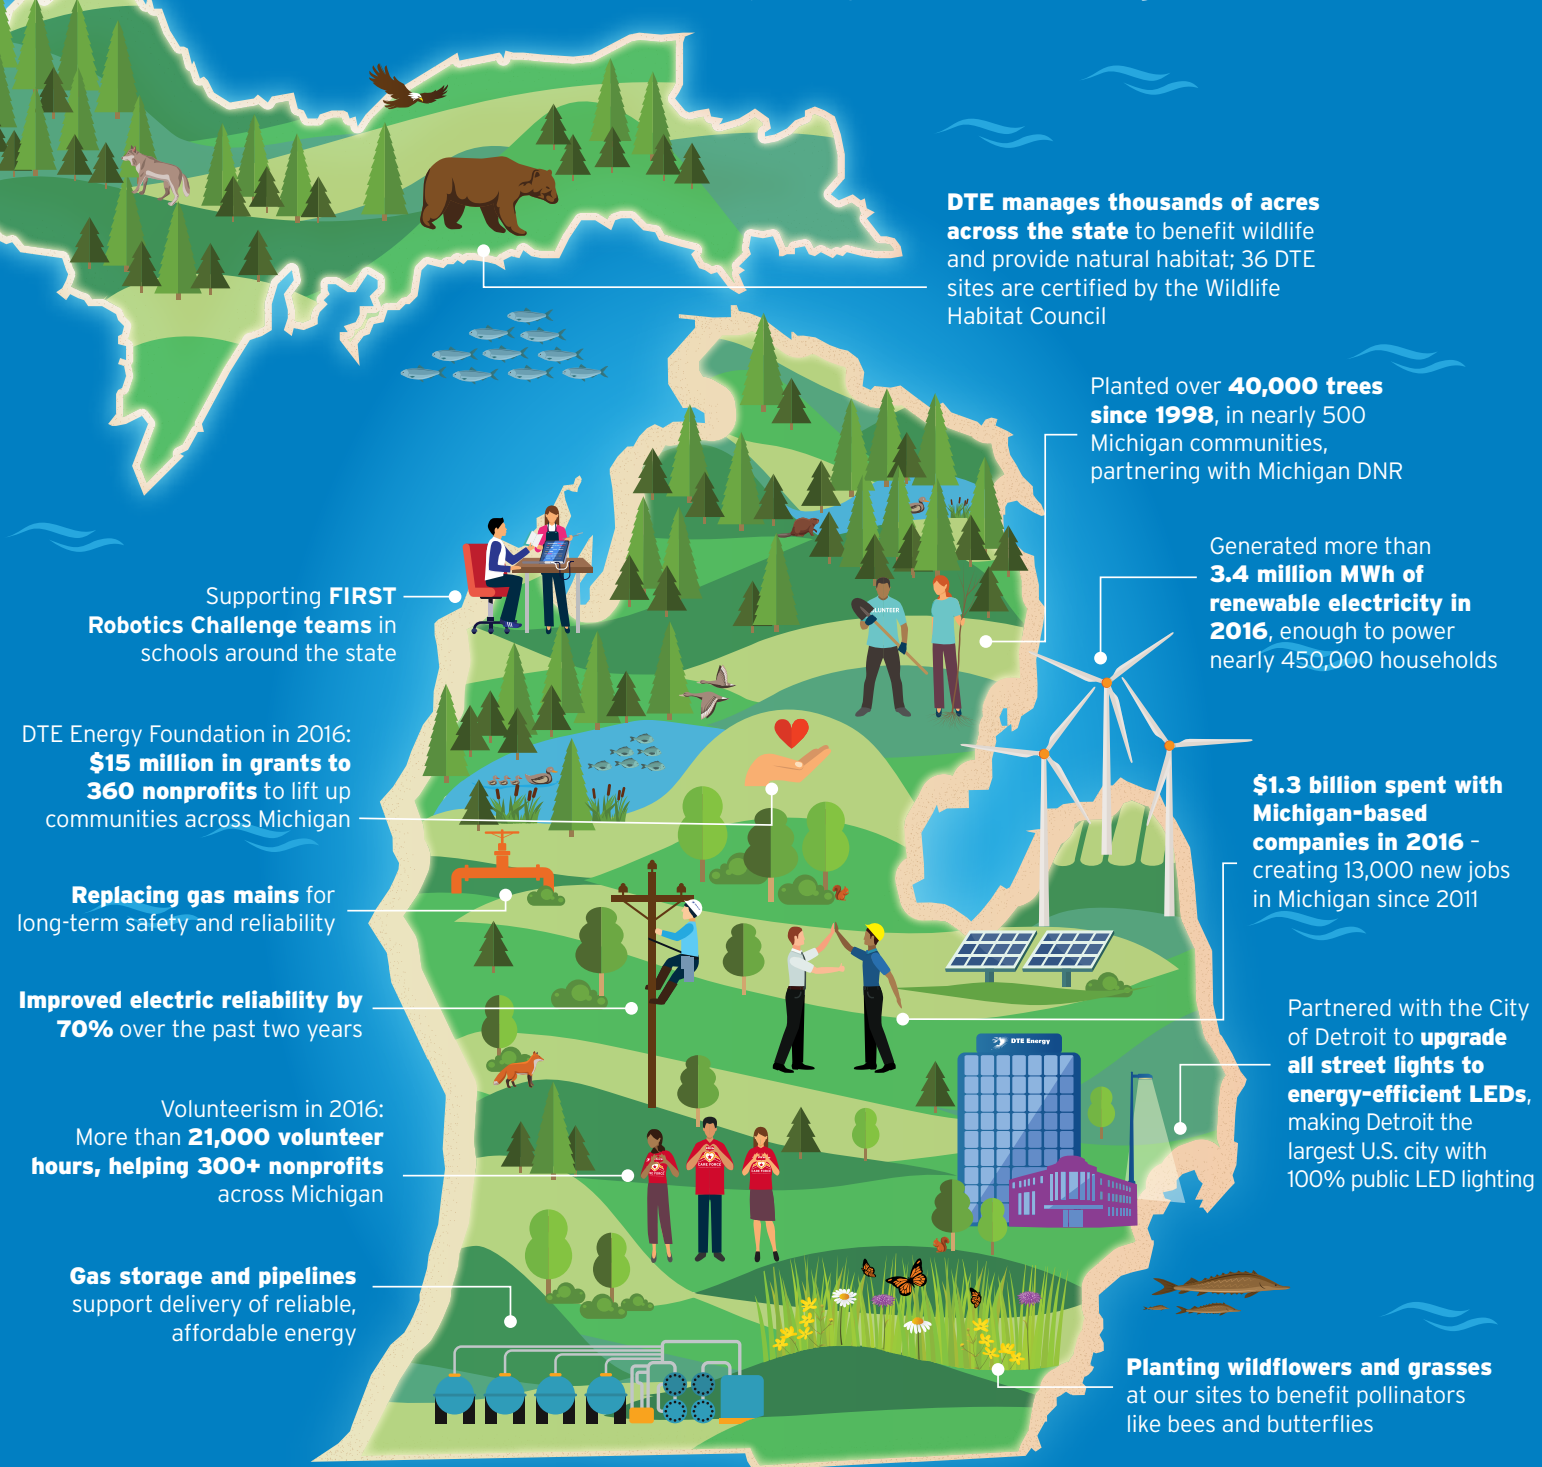 DTE manages thousands of acres
across the state to benefit wildlife
and provide natural habitat; 36 DTE
sites are certified by the Wildlife
Habitat Council
Planted over 40,000 trees
since 1998, in nearly 500
Michigan communities,
partnering with Michigan DNR
Generated more than
3.4 million MWh of
renewable electricity in
2016, enough to power
nearly 450,000 households
Supporting FIRST
Robotics Challenge teams in
schools around the state
DTE Energy Foundation in 2016:
$15 million in grants to
360 nonprofits to lift up
communities across Michigan
$1.3 billion spent with
Michigan-based
companies in 2016 –
creating 13,000 new jobs
in Michigan since 2011
Replacing gas mains for
long-term safety and reliability
Improved electric reliability by
70% over the past two years
Partnered with the City
of Detroit to upgrade
all street lights to
energy-efficient LEDs,
making Detroit the
largest U.S. city with
100% public LED lighting
DTE Energy
Volunteerism in 2016:
More than 21,000 volunteer
hours, helping 300+ nonprofits
across Michigan
CARE FORCE
CARE FORCE
Gas storage and pipelines
support delivery of reliable,
affordable energy
Planting wildflowers and grasses
at our sites to benefit pollinators
like bees and butterflies